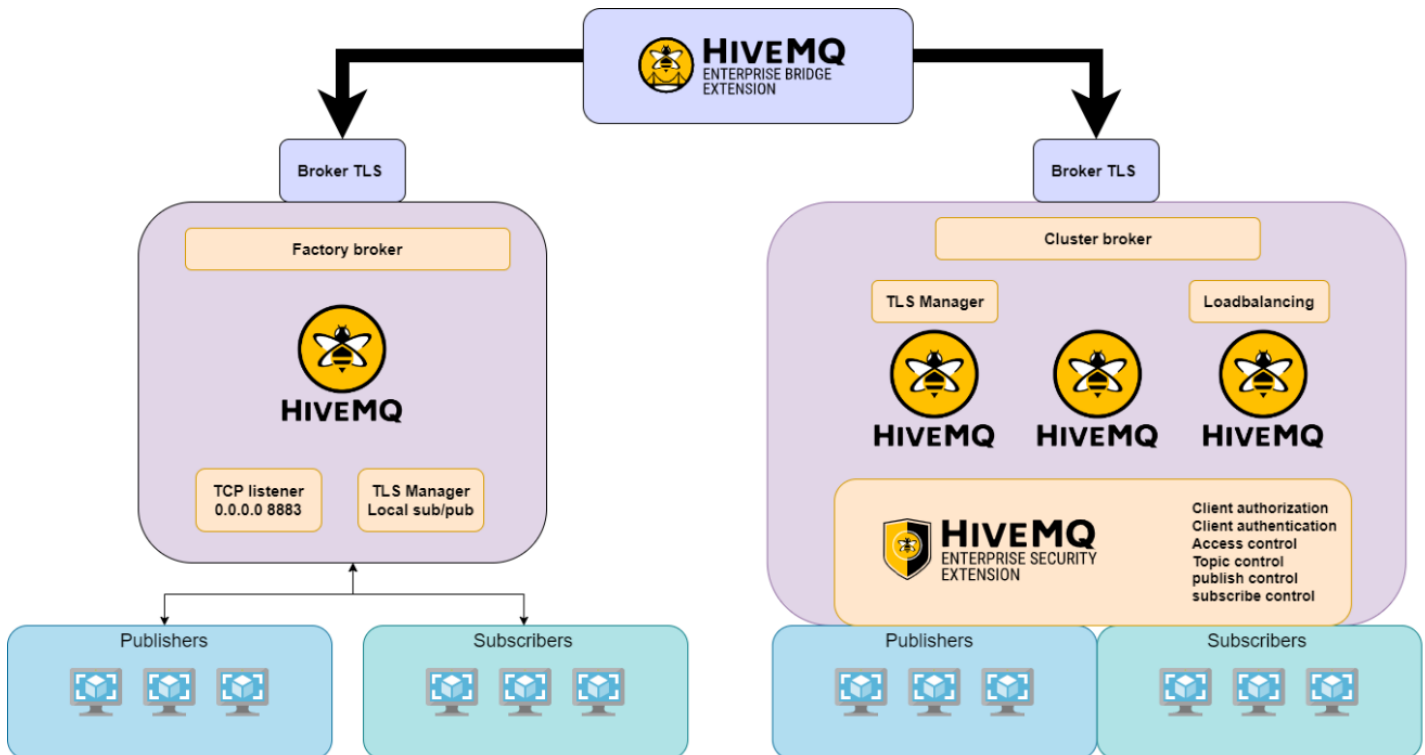 HIVEMQ
ENTERPRISE BRIDGE
EXTENSION
Broker TLS
Broker TLS
Factory broker
HIVEMQ
TCP listener
0.0.0.0 8883
TLS Manager
Local sub/pub
Publishers
Subscribers
Cluster broker
TLS Manager
Loadbalancing
HIVEMQ
HIVEMQ
HIVEMQ
HIVEMQ
ENTERPRISE SECURITY
EXTENSION
Client authorization
Client authentication
Access control
Topic control
publish control
subscribe control
Publishers
Subscribers